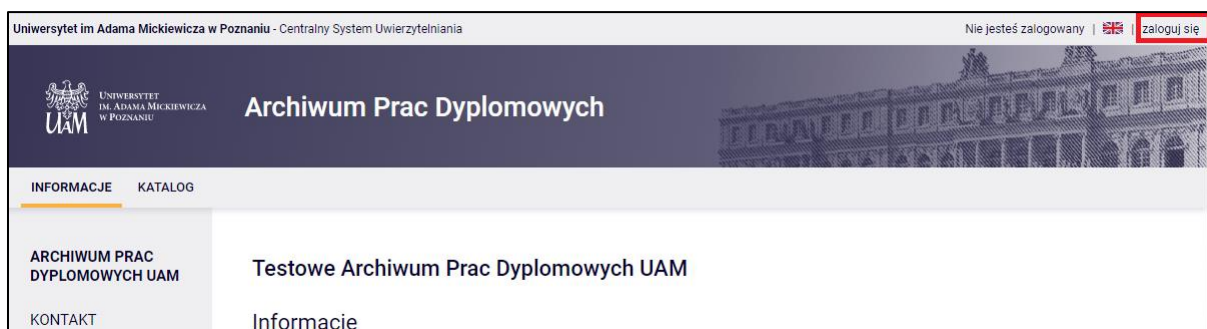 Uniwersytet im Adama Mickiewicza w Poznaniu - Centralny System Uwierzytelniania
Nie jesteś zalogowany | | zaloguj się
UNIWERSYTET
IM. ADAMA MICKIEWICZA
W POZNANIU
UAM
Archiwum Prac Dyplomowych
INFORMACJE KATALOG
ARCHIWUM PRAC
DYPLOMOWYCH UAM
KONTAKT
Testowe Archiwum Prac Dyplomowych UAM
Informacje